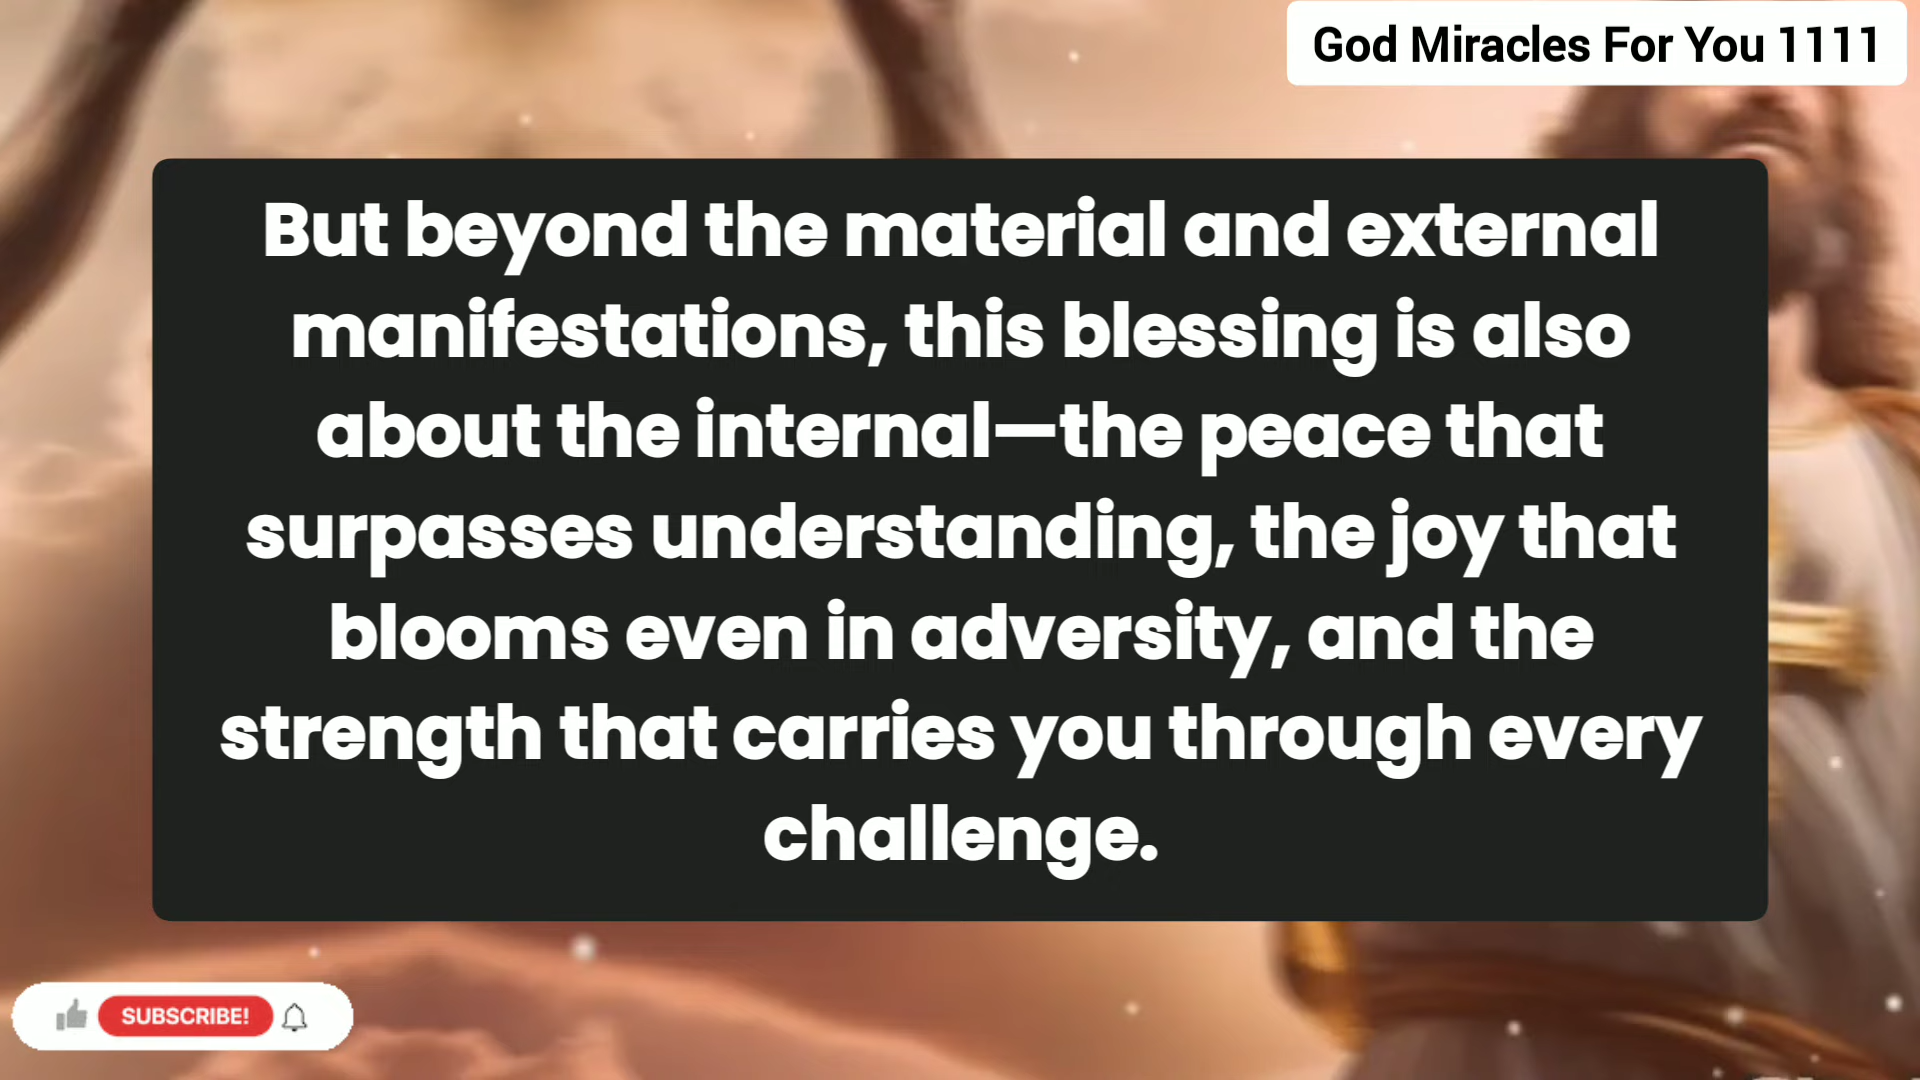 God Miracles For You 1111
But beyond the material and external
manifestations, this blessing is also
about the internal—the peace that
surpasses understanding, the joy that
blooms even in adversity, and the
strength that carries you through every
challenge.
SUBSCRIBE!